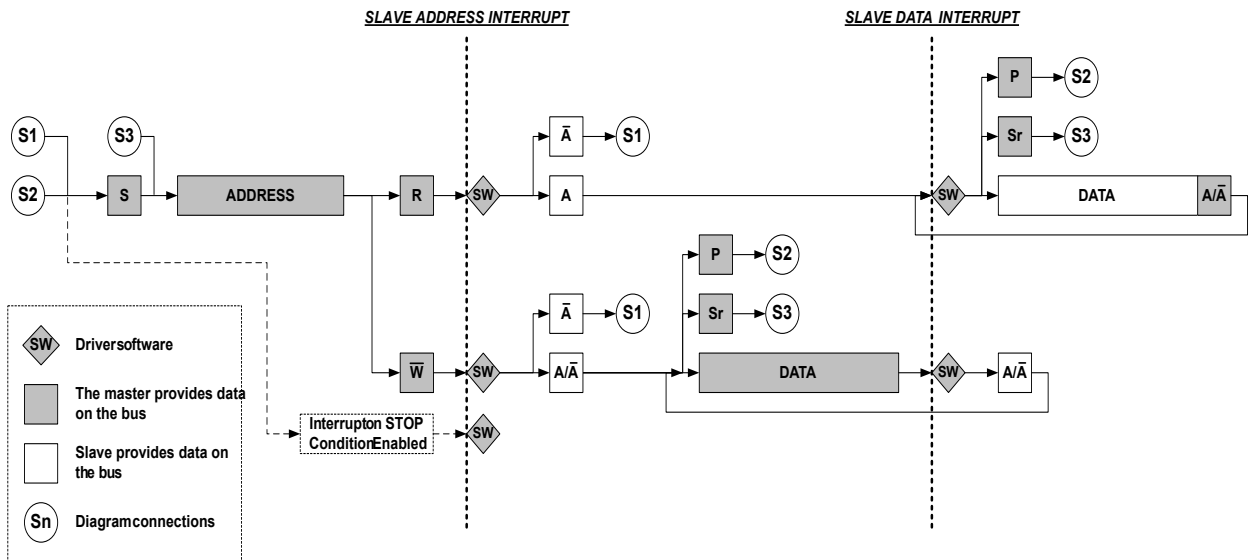 SLAVE ADDRESS INTERRUPT
SLAVE DATA INTERRUPT
P
S2
S1
S3
Ā
S1
Sr
S3
S2
S
ADDRESS
R
SW
A
SW
DATA
A/Ā
P
S2
Ā
S1
Sr
S3
W̅
SW
A/Ā
DATA
SW
A/Ā
Interrupton STOP
ConditionEnabled
SW
SW
Driversoftware
The master provides data
on the bus
Slave provides data on
the bus
Sn
Diagramconnections